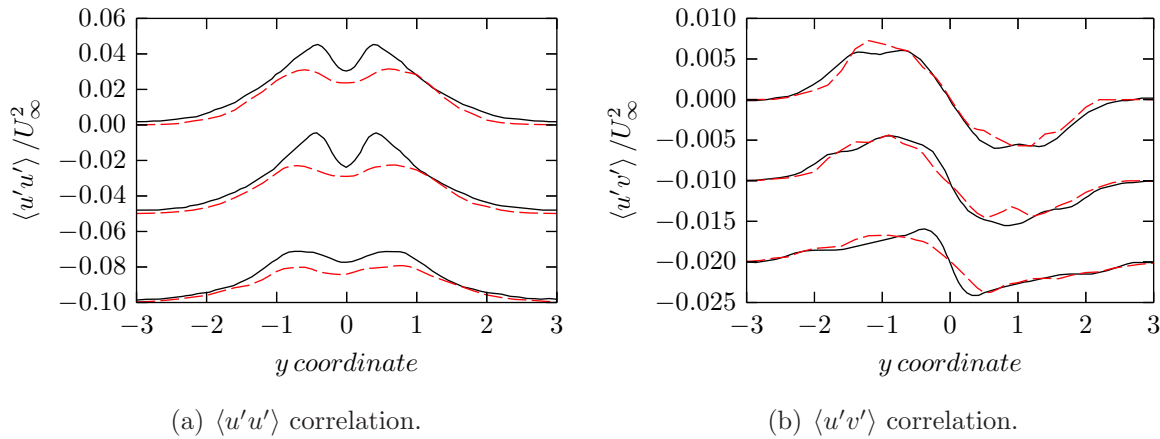 0.06
0.04
0.02
0.00
−0.02
−0.04
−0.06
−0.08
−0.10
⟨u′u′⟩ /U²∞
−3 −2 −1 0 1 2 3
y coordinate
(a) ⟨u′u′⟩ correlation.
0.010
0.005
0.000
−0.005
−0.010
−0.015
−0.020
−0.025
⟨u′v′⟩ /U²∞
−3 −2 −1 0 1 2 3
y coordinate
(b) ⟨u′v′⟩ correlation.